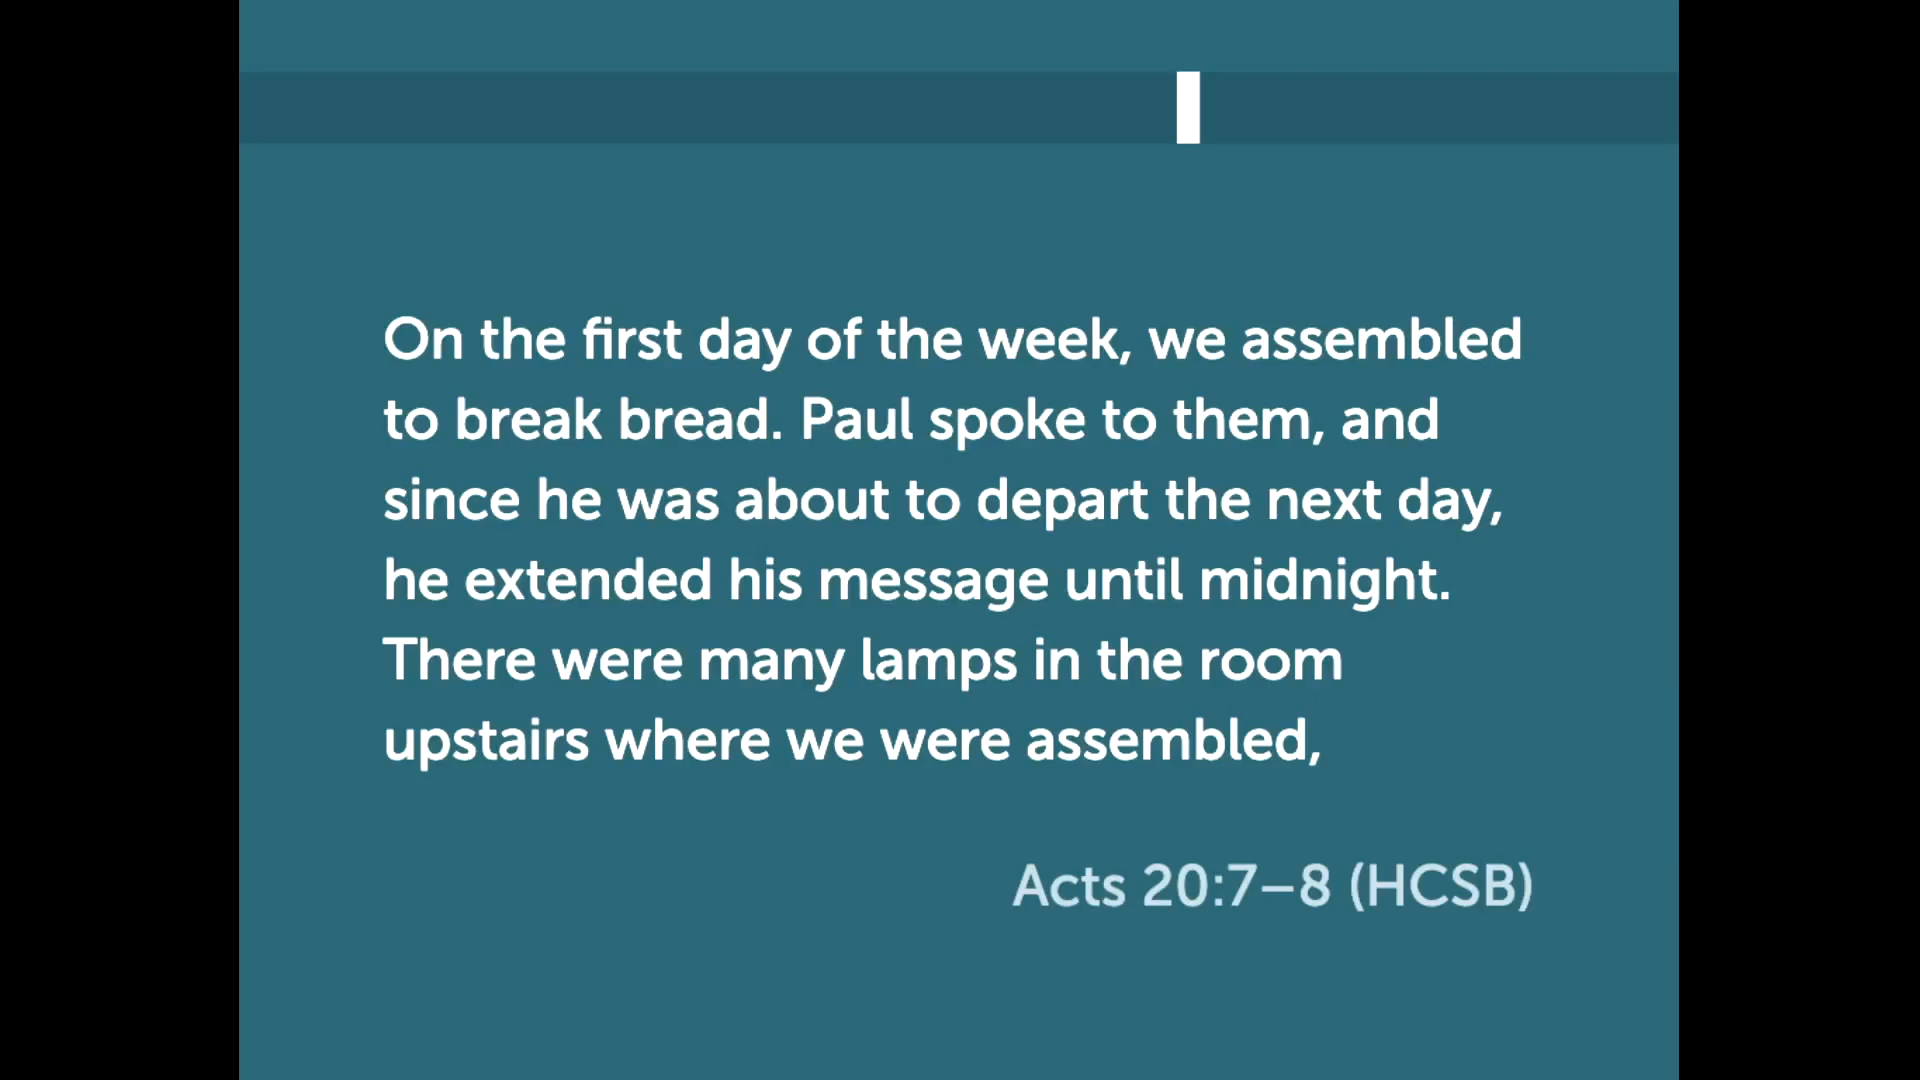 On the first day of the week, we assembled
to break bread. Paul spoke to them, and
since he was about to depart the next day,
he extended his message until midnight.
There were many lamps in the room
upstairs where we were assembled,
Acts 20:7–8 (HCSB)